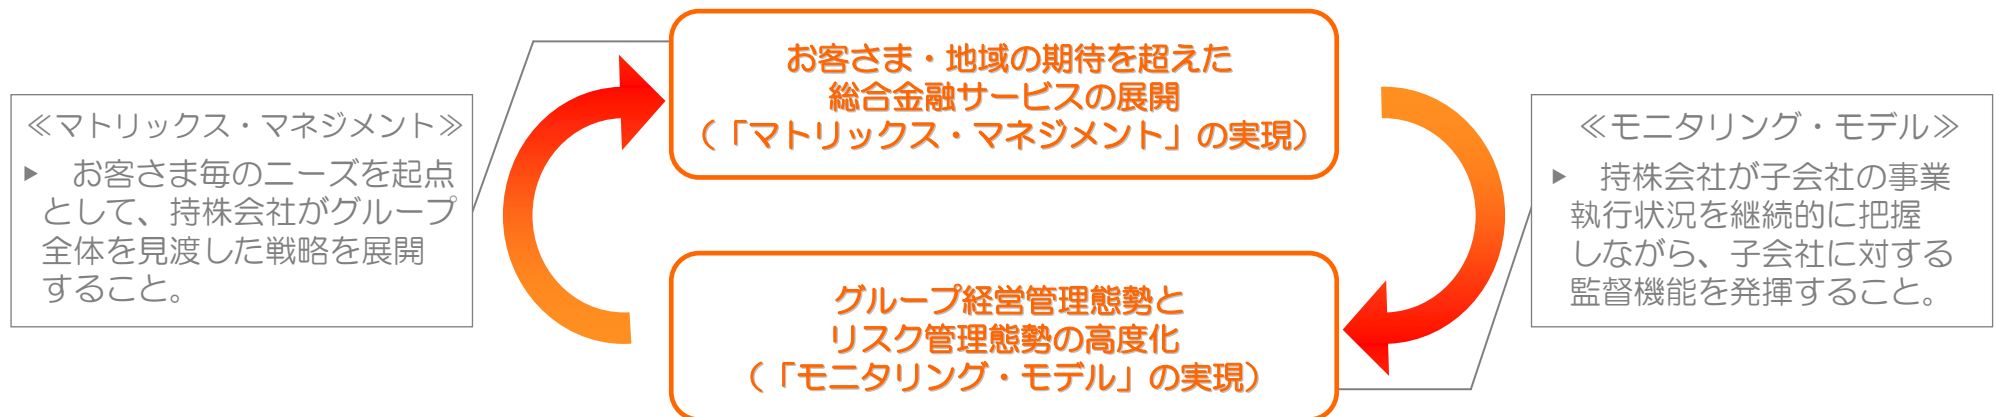 お客さま・地域の期待を超えた
総合金融サービスの展開
（「マトリックス・マネジメント」の実現）
≪マトリックス・マネジメント≫
▶ お客さま毎のニーズを起点
として、持株会社がグループ
全体を見渡した戦略を展開
すること。
≪モニタリング・モデル≫
▶ 持株会社が子会社の事業
執行状況を継続的に把握
しながら、子会社に対する
監督機能を発揮すること。
グループ経営管理態勢と
リスク管理態勢の高度化
（「モニタリング・モデル」の実現）